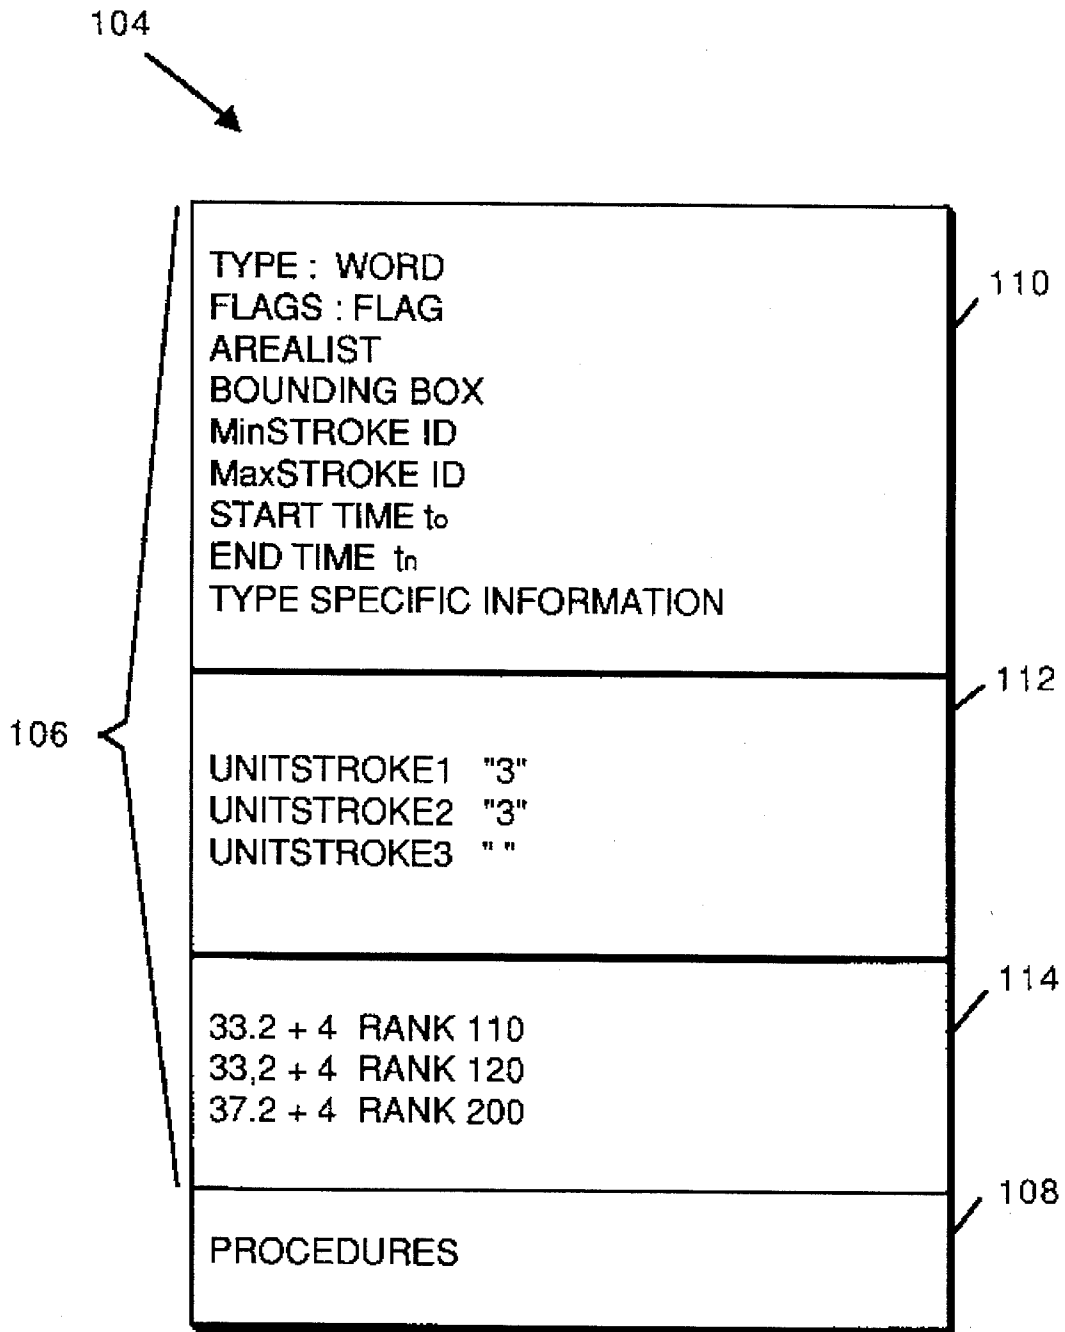 104
TYPE : WORD
FLAGS : FLAG
AREALIST
BOUNDING BOX
MinSTROKE ID
MaxSTROKE ID
START TIME to
END TIME tn
TYPE SPECIFIC INFORMATION
110
112
106
UNITSTROKE1 "3"
UNITSTROKE2 "3"
UNITSTROKE3 " "
114
33.2 + 4 RANK 110
33,2 + 4 RANK 120
37.2 + 4 RANK 200
108
PROCEDURES